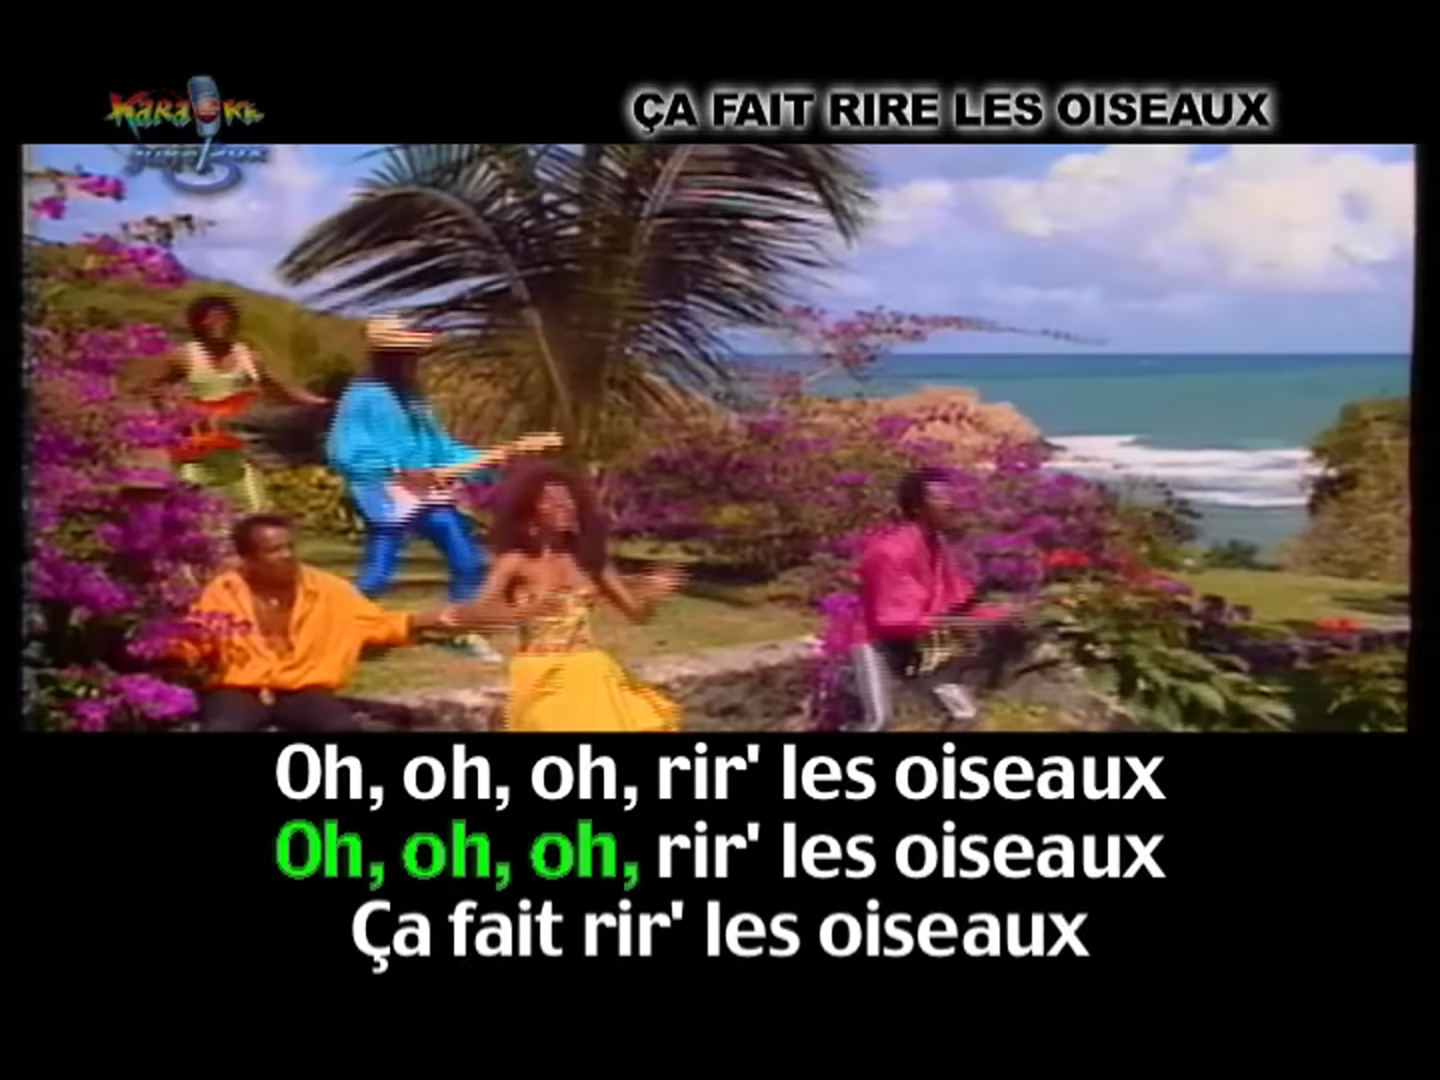 KaRaoKe
ÇA FAIT RIRE LES OISEAUX
Oh, oh, oh, rir' les oiseaux
Oh, oh, oh, rir' les oiseaux
Ça fait rir' les oiseaux